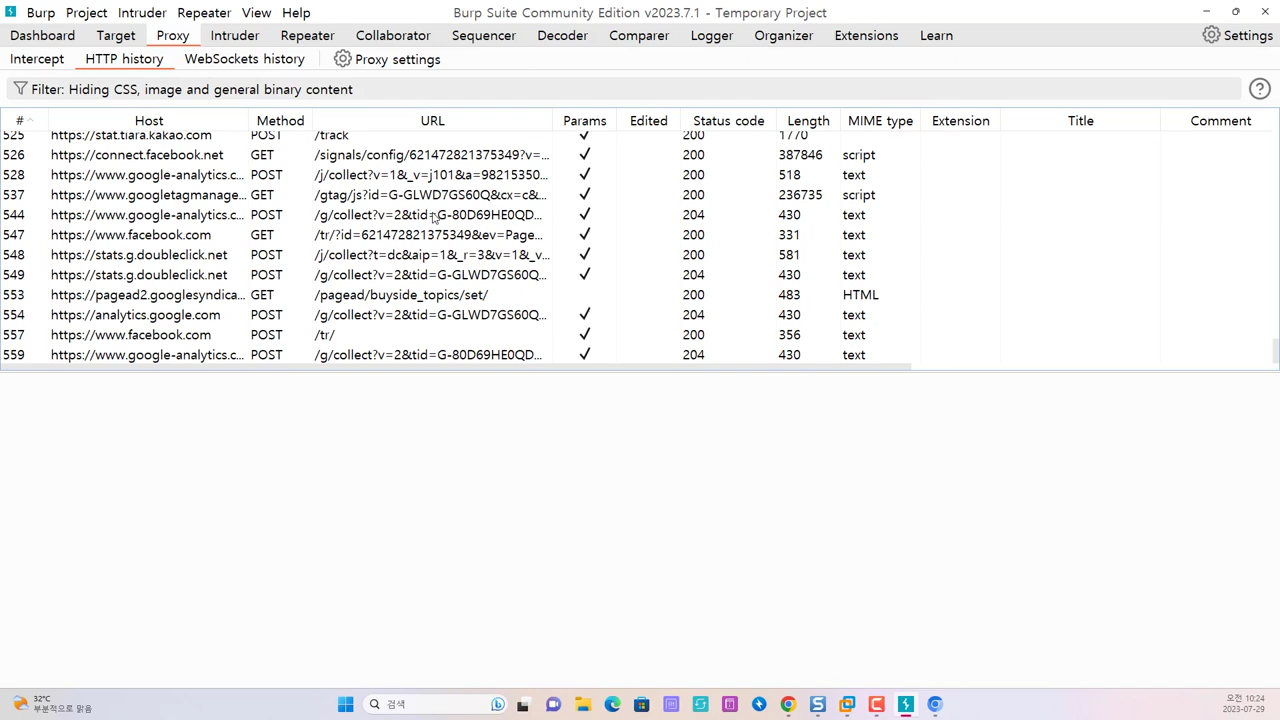 Burp Project Intruder Repeater View Help Burp Suite Community Edition v2023.7.1 - Temporary Project
Dashboard Target Proxy Intruder Repeater Collaborator Sequencer Decoder Comparer Logger Organizer Extensions Learn Settings
Intercept HTTP history WebSockets history Proxy settings
Filter: Hiding CSS, image and general binary content
# Host Method URL Params Edited Status code Length MIME type Extension Title Comment
525 https://stat.tiara.kakao.com POST /track ✓ 200 1770
526 https://connect.facebook.net GET /signals/config/621472821375349?v=... ✓ 200 387846 script
528 https://www.google-analytics.c... POST /j/collect?v=1&_v=j101&a=98215350... ✓ 200 518 text
537 https://www.googletagmanage... GET /gtag/js?id=G-GLWD7GS60Q&cx=c&... ✓ 200 236735 script
544 https://www.google-analytics.c... POST /g/collect?v=2&tid=G-80D69HE0QD... ✓ 204 430 text
547 https://www.facebook.com GET /tr/?id=621472821375349&ev=Page... ✓ 200 331 text
548 https://stats.g.doubleclick.net POST /j/collect?t=dc&aip=1&_r=3&v=1&_v... ✓ 200 581 text
549 https://stats.g.doubleclick.net POST /g/collect?v=2&tid=G-GLWD7GS60Q... ✓ 204 430 text
553 https://pagead2.googlesyndica... GET /pagead/buyside_topics/set/ 200 483 HTML
554 https://analytics.google.com POST /g/collect?v=2&tid=G-GLWD7GS60Q... ✓ 204 430 text
557 https://www.facebook.com POST /tr/ ✓ 200 356 text
559 https://www.google-analytics.c... POST /g/collect?v=2&tid=G-80D69HE0QD... ✓ 204 430 text
32°C
부분적으로 맑음
검색
오전 10:24
2023-07-29